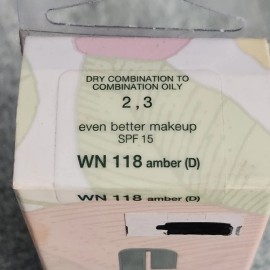 DRY COMBINATION TO
COMBINATION OILY
2,3
even better makeup
SPF 15
WN 118 amber (D)
WN 118 amber (D)